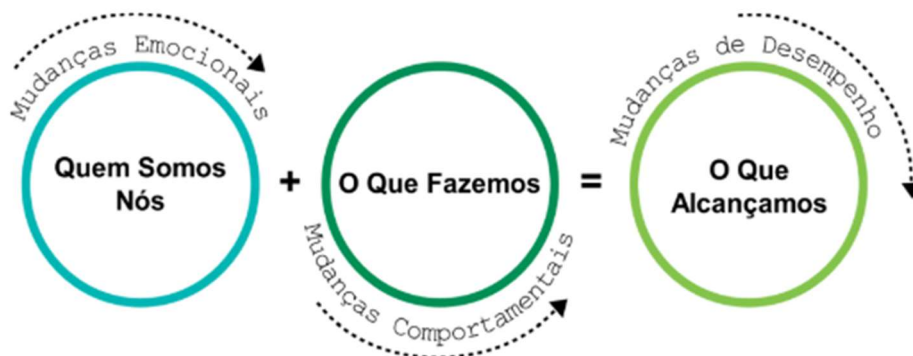 Mudanças Emocionais
Quem Somos
Nós
+
O Que Fazemos
Mudanças Comportamentais
=
Mudanças de Desempenho
O Que
Alcançamos